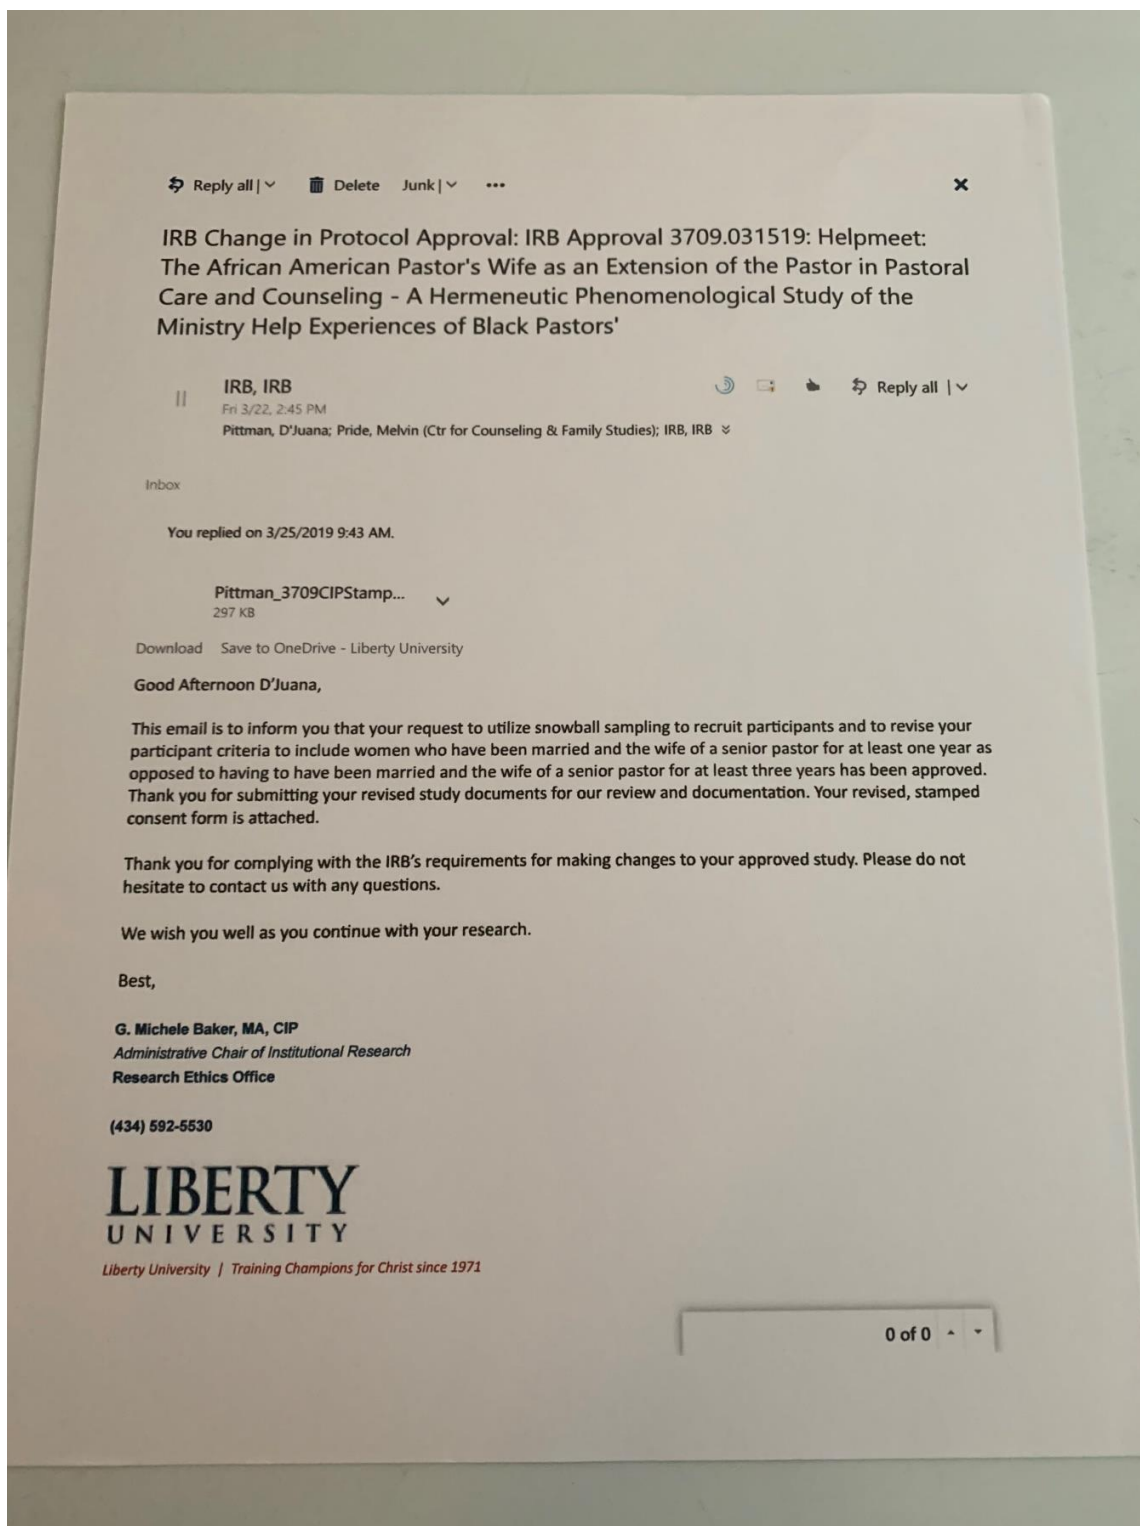 Reply all | Delete Junk | ...
IRB Change in Protocol Approval: IRB Approval 3709.031519: Helpmeet:
The African American Pastor's Wife as an Extension of the Pastor in Pastoral
Care and Counseling - A Hermeneutic Phenomenological Study of the
Ministry Help Experiences of Black Pastors'
IRB, IRB
Reply all |
Fri 3/22, 2:45 PM
Pittman, D'Juana; Pride, Melvin (Ctr for Counseling & Family Studies); IRB, IRB
Inbox
You replied on 3/25/2019 9:43 AM.
Pittman_3709CIPStamp...
297 KB
Download Save to OneDrive - Liberty University
Good Afternoon D'Juana,
This email is to inform you that your request to utilize snowball sampling to recruit participants and to revise your
participant criteria to include women who have been married and the wife of a senior pastor for at least one year as
opposed to having to have been married and the wife of a senior pastor for at least three years has been approved.
Thank you for submitting your revised study documents for our review and documentation. Your revised, stamped
consent form is attached.
Thank you for complying with the IRB's requirements for making changes to your approved study. Please do not
hesitate to contact us with any questions.
We wish you well as you continue with your research.
Best,
G. Michele Baker, MA, CIP
Administrative Chair of Institutional Research
Research Ethics Office
(434) 592-5530
LIBERTY
UNIVERSITY
Liberty University | Training Champions for Christ since 1971
0 of 0